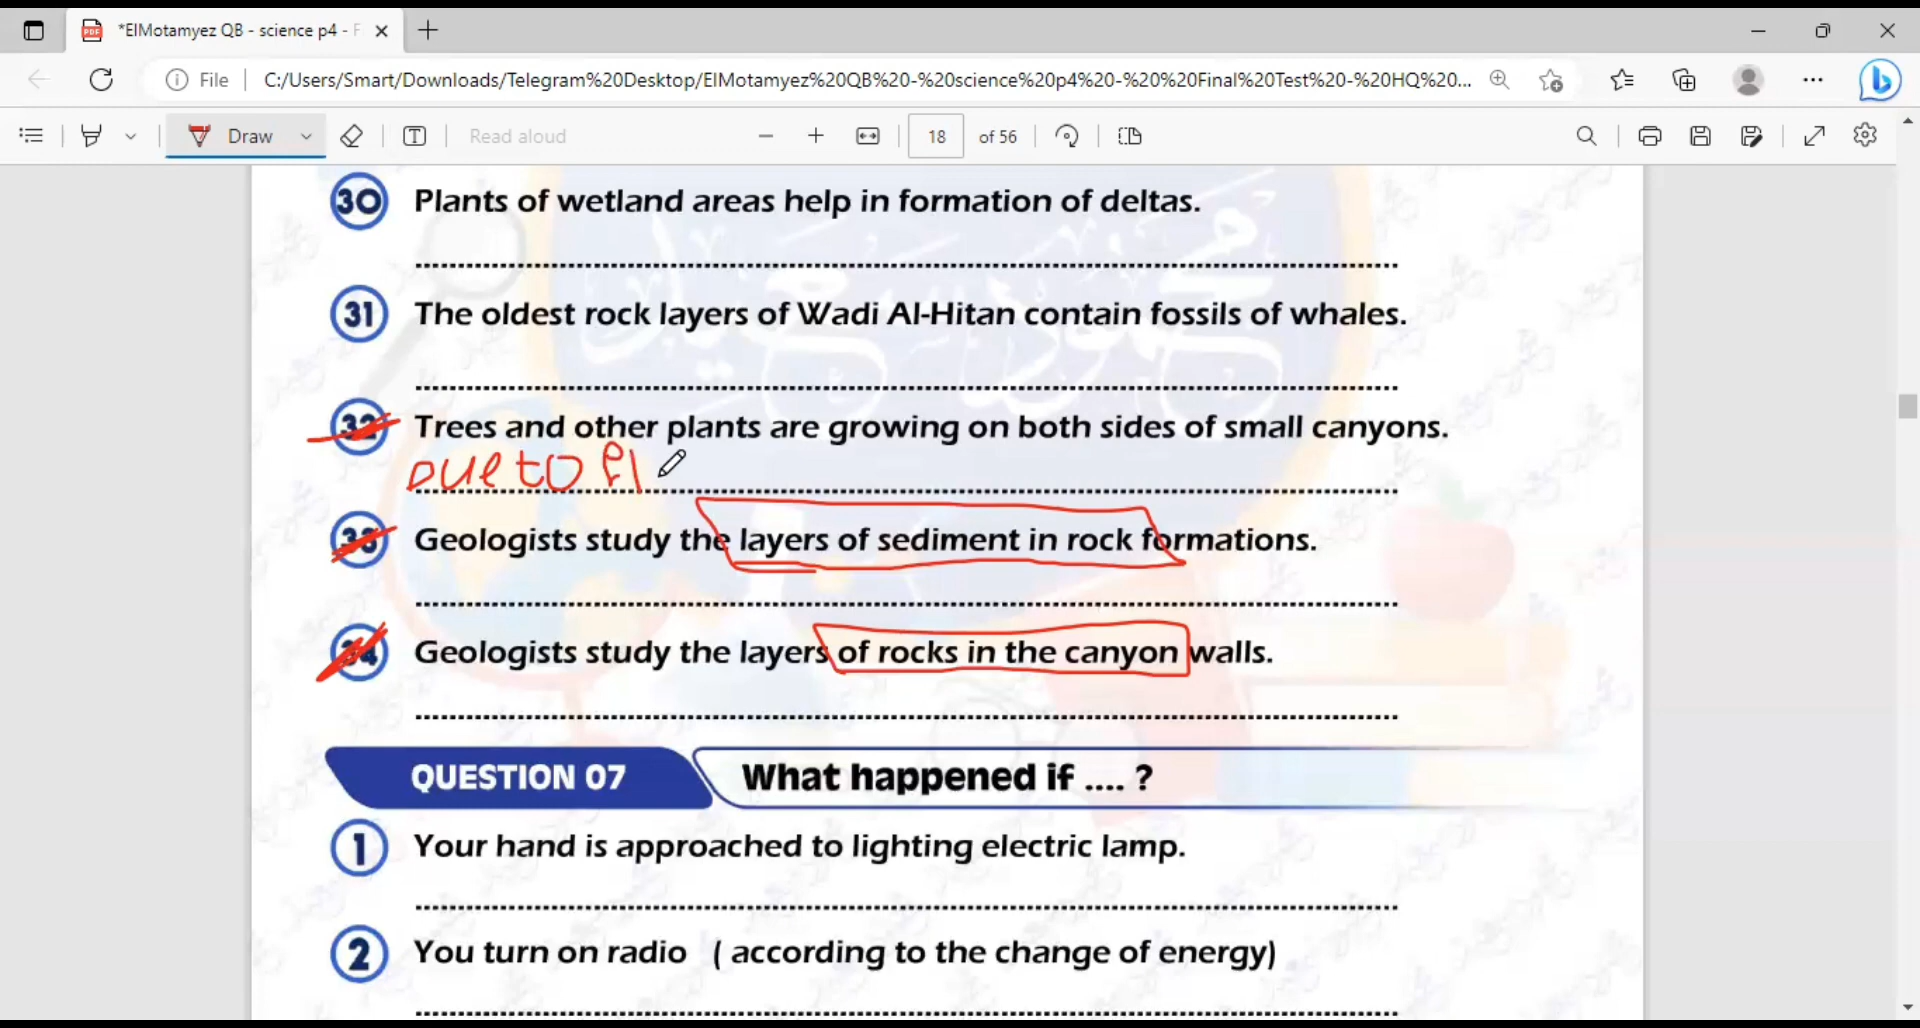 *ElMotamyez QB - science p4 - F
File
C:/Users/Smart/Downloads/Telegram%20Desktop/ElMotamyez%20QB%20-%20science%20p4%20-%20%20Final%20Test%20-%20HQ%20...
Draw
Read aloud
18 of 56
30 Plants of wetland areas help in formation of deltas.
31 The oldest rock layers of Wadi Al-Hitan contain fossils of whales.
32 Trees and other plants are growing on both sides of small canyons.
Due to fl
33 Geologists study the layers of sediment in rock formations.
34 Geologists study the layers of rocks in the canyon walls.
QUESTION 07 What happened if .... ?
1 Your hand is approached to lighting electric lamp.
2 You turn on radio ( according to the change of energy)